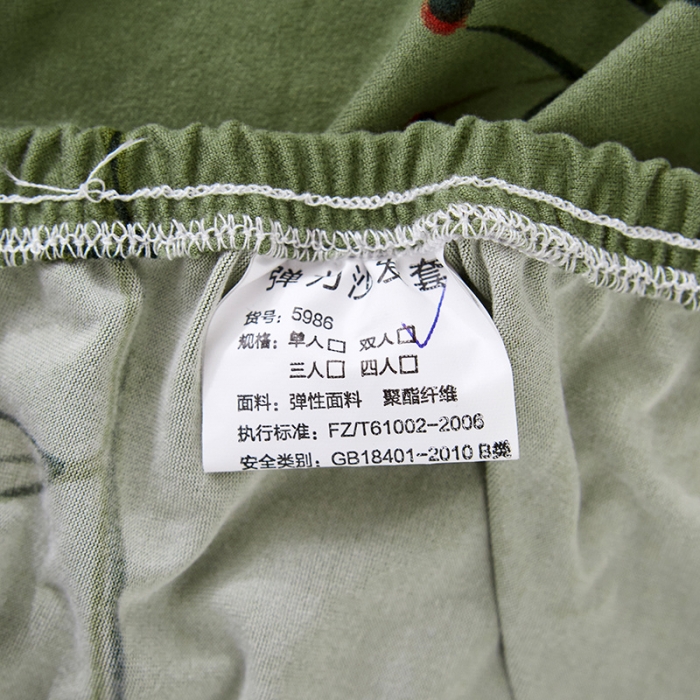 弹力沙发套
货号：5986
规格：单人□ 双人□
三人□ 四人□
面料：弹性面料 聚酯纤维
执行标准：FZ/T61002-2006
安全类别：GB18401-2010 B类